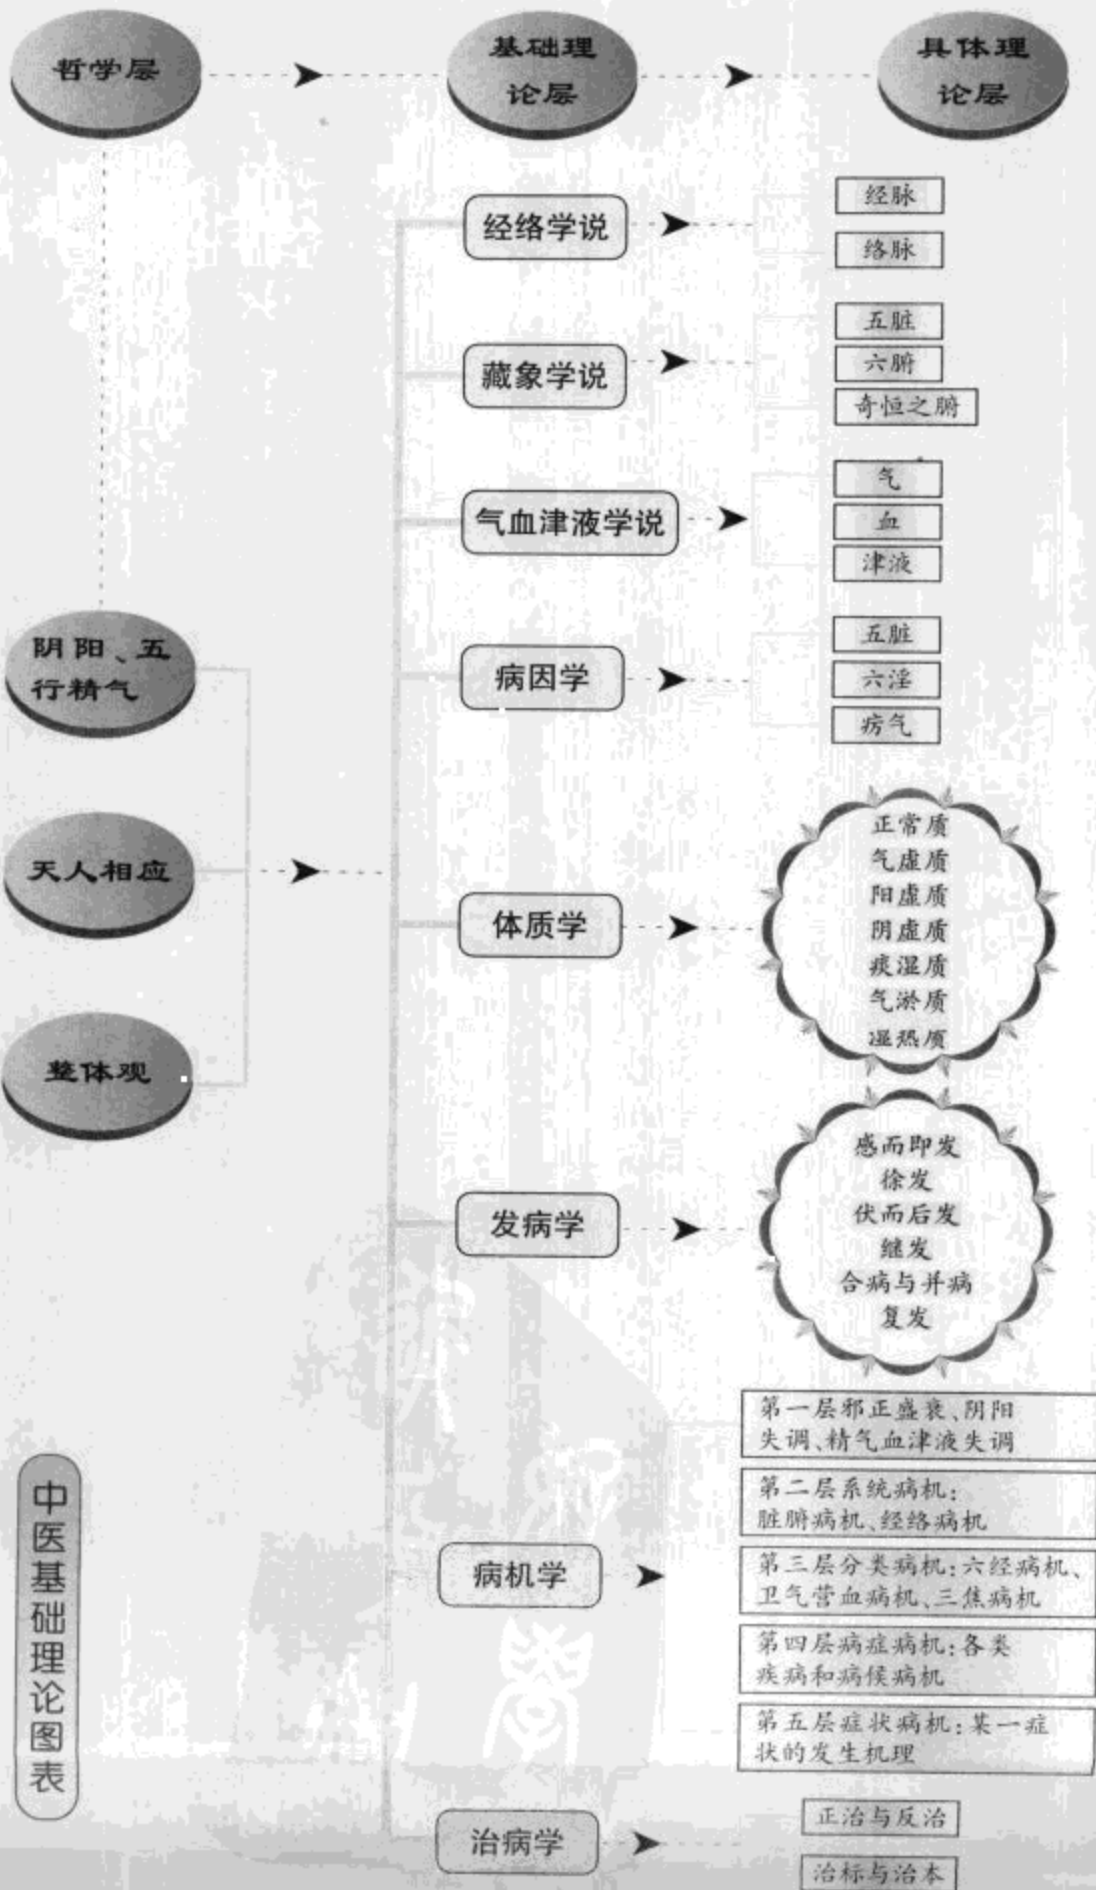 哲学层
基础理
论层
具体理
论层
经络学说
经脉
络脉
藏象学说
五脏
六腑
奇恒之腑
气血津液学说
气
血
津液
阴阳、五
行精气
病因学
五脏
六淫
疠气
天人相应
体质学
正常质
气虚质
阳虚质
阴虚质
痰湿质
气淤质
湿热质
整体观
发病学
感而即发
徐发
伏而后发
继发
合病与并病
复发
病机学
第一层邪正盛衰、阴阳
失调、精气血津液失调
第二层系统病机:
脏腑病机、经络病机
第三层分类病机:六经病机、
卫气营血病机、三焦病机
第四层病症病机:各类
疾病和病候病机
第五层症状病机:某一症
状的发生机理
治病学
正治与反治
治标与治本
中医基础理论图表